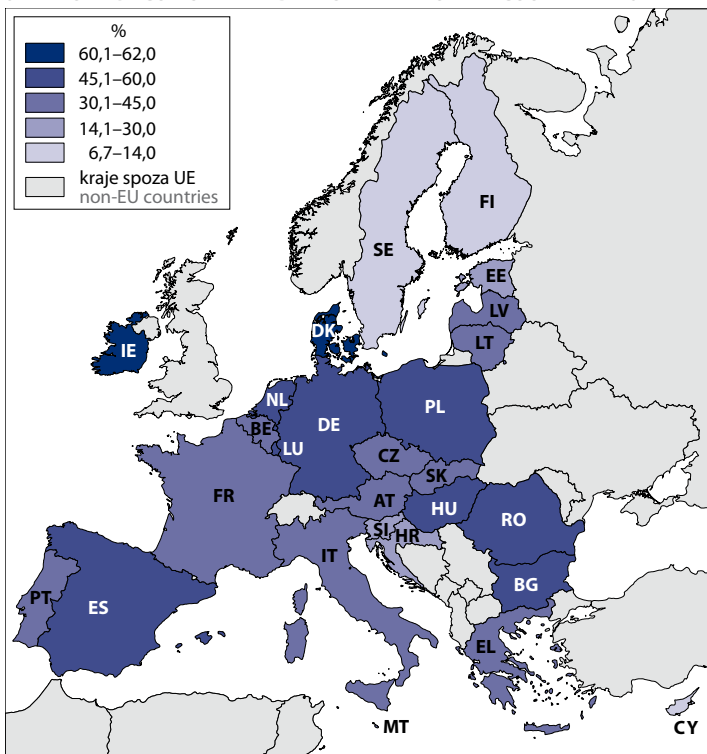 %
60,1–62,0
45,1–60,0
30,1–45,0
14,1–30,0
6,7–14,0
kraje spoza UE
non-EU countries
FI
SE
EE
LV
DK
LT
IE
NL
PL
DE
BE
LU
CZ
SK
FR
AT
HU
RO
SI
HR
IT
BG
PT
ES
EL
MT
CY